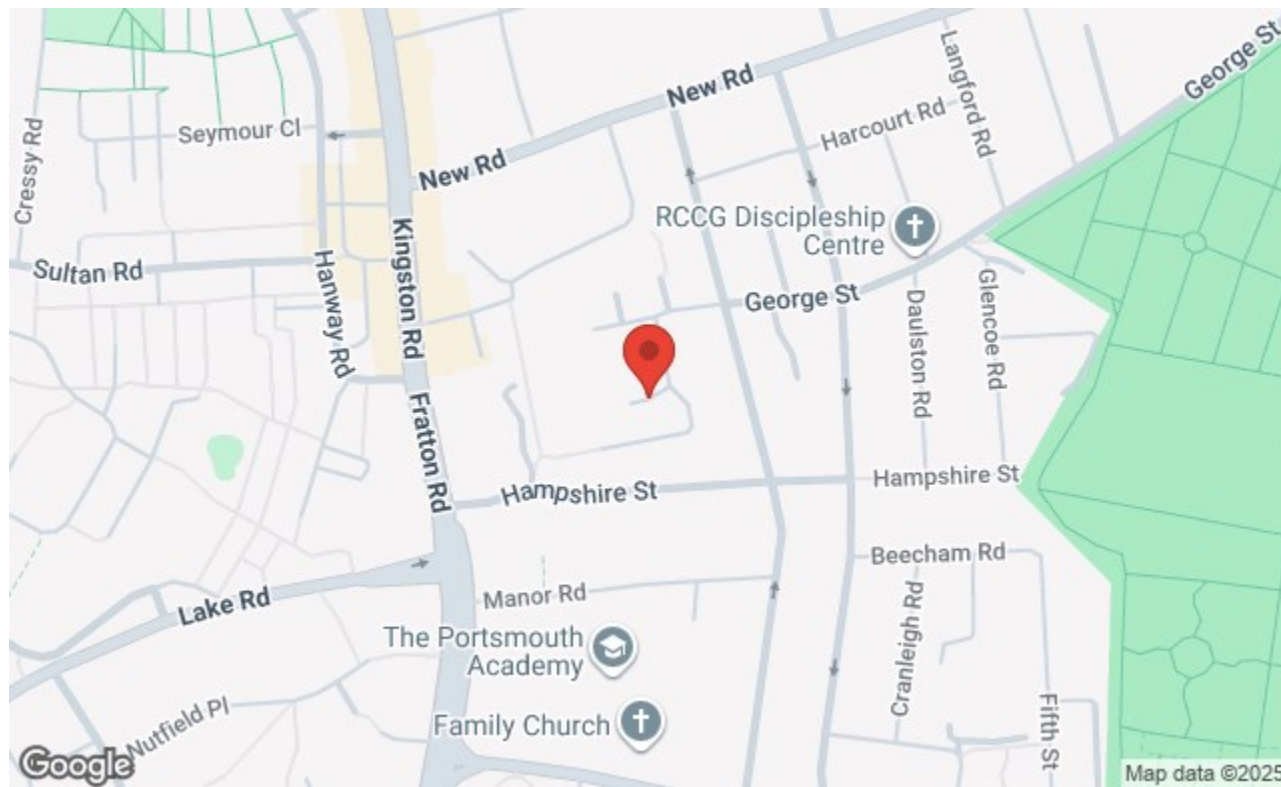 George St
Langford Rd
New Rd
Harcourt Rd
Seymour Cl
Cressy Rd
New Rd
RCCG Discipleship
Centre
Kingston Rd
Sultan Rd
Hanway Rd
Glencoe Rd
George St
Daulston Rd
Fratton Rd
Hampshire St
Hampshire St
Beecham Rd
Lake Rd
Manor Rd
Cranleigh Rd
The Portsmouth
Academy
Nutfield Pl
Family Church
Fifth St
Google
Map data ©2025